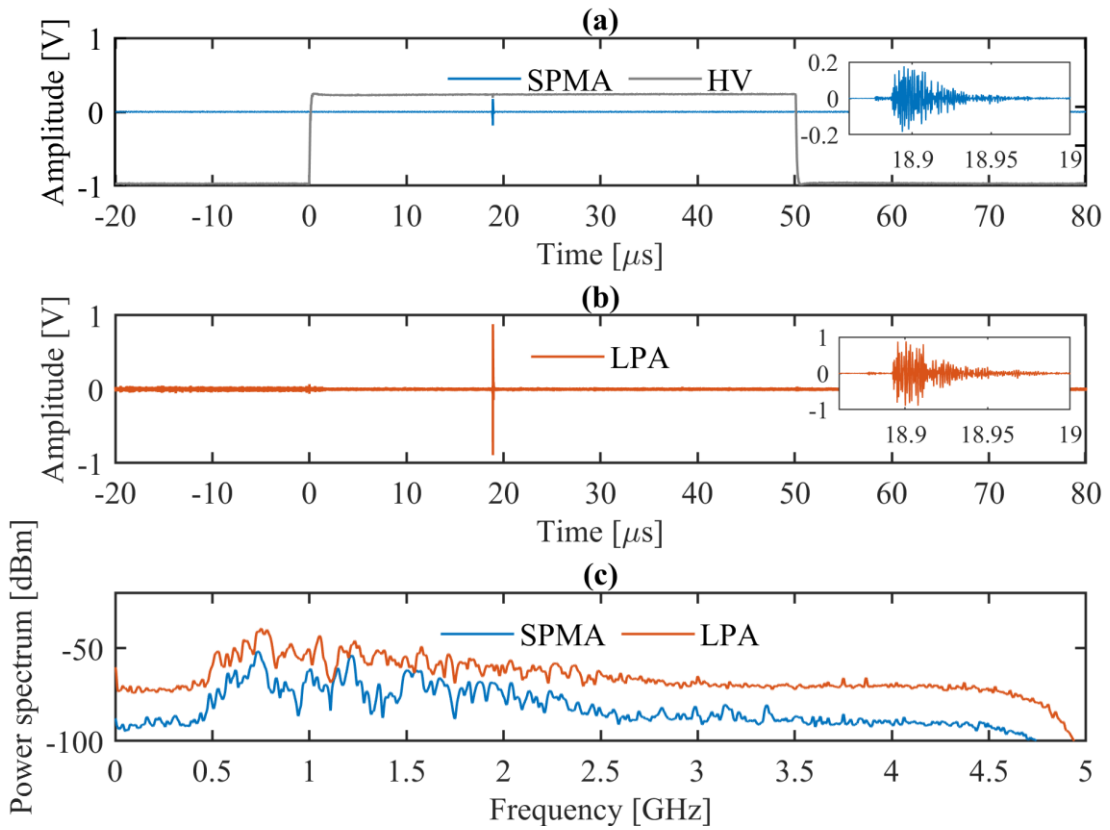 (a)
Amplitude [V]
1
0
-1
SPMA HV
0.2
0
-0.2
18.9 18.95 19
-20 -10 0 10 20 30 40 50 60 70 80
Time [μs]
(b)
Amplitude [V]
1
0
-1
LPA
1
0
-1
18.9 18.95 19
-20 -10 0 10 20 30 40 50 60 70 80
Time [μs]
(c)
Power spectrum [dBm]
-50
-100
SPMA LPA
0 0.5 1 1.5 2 2.5 3 3.5 4 4.5 5
Frequency [GHz]